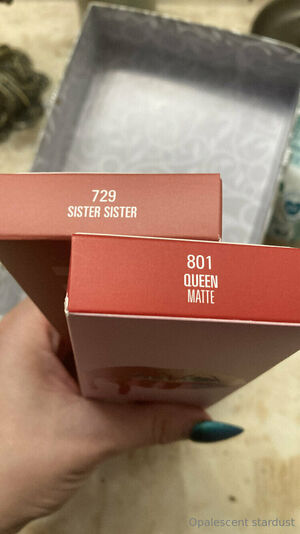 729
SISTER SISTER
801
QUEEN
MATTE
Opalescent stardust